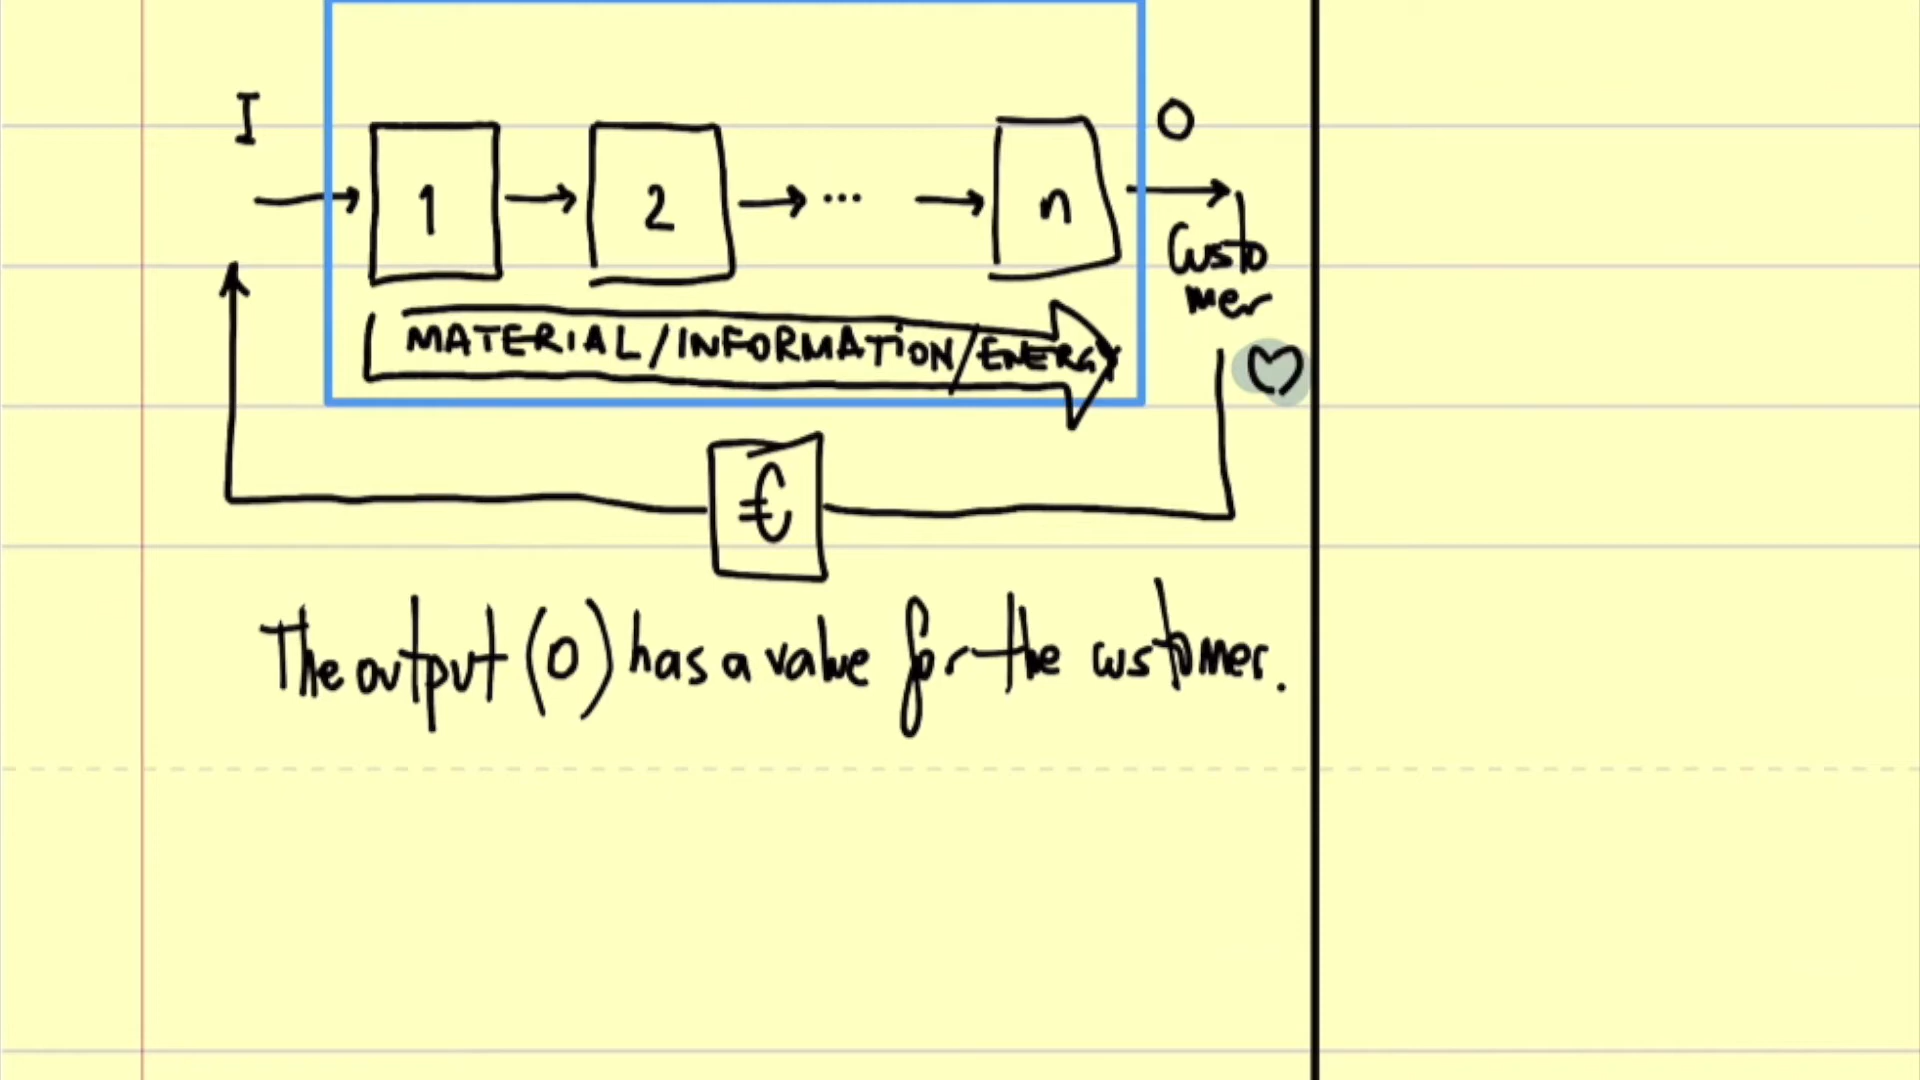 I
O
1 2 ... n
Custo
mer
MATERIAL/INFORMATION/ENERGY
€
The output (O) has a value for the customer.